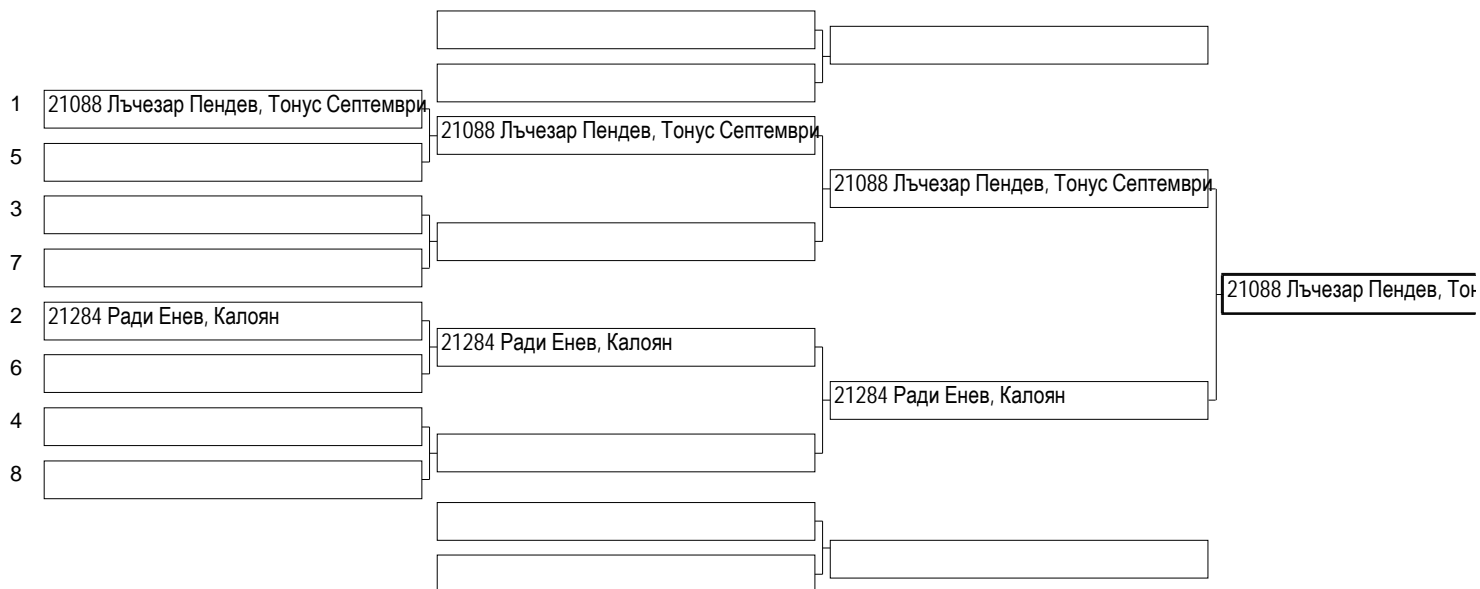 1 21088 Лъчезар Пендев, Тонус Септември
21088 Лъчезар Пендев, Тонус Септември
5
21088 Лъчезар Пендев, Тонус Септември
3
7
21088 Лъчезар Пендев, Тон
2 21284 Ради Енев, Калоян
21284 Ради Енев, Калоян
6
21284 Ради Енев, Калоян
4
8